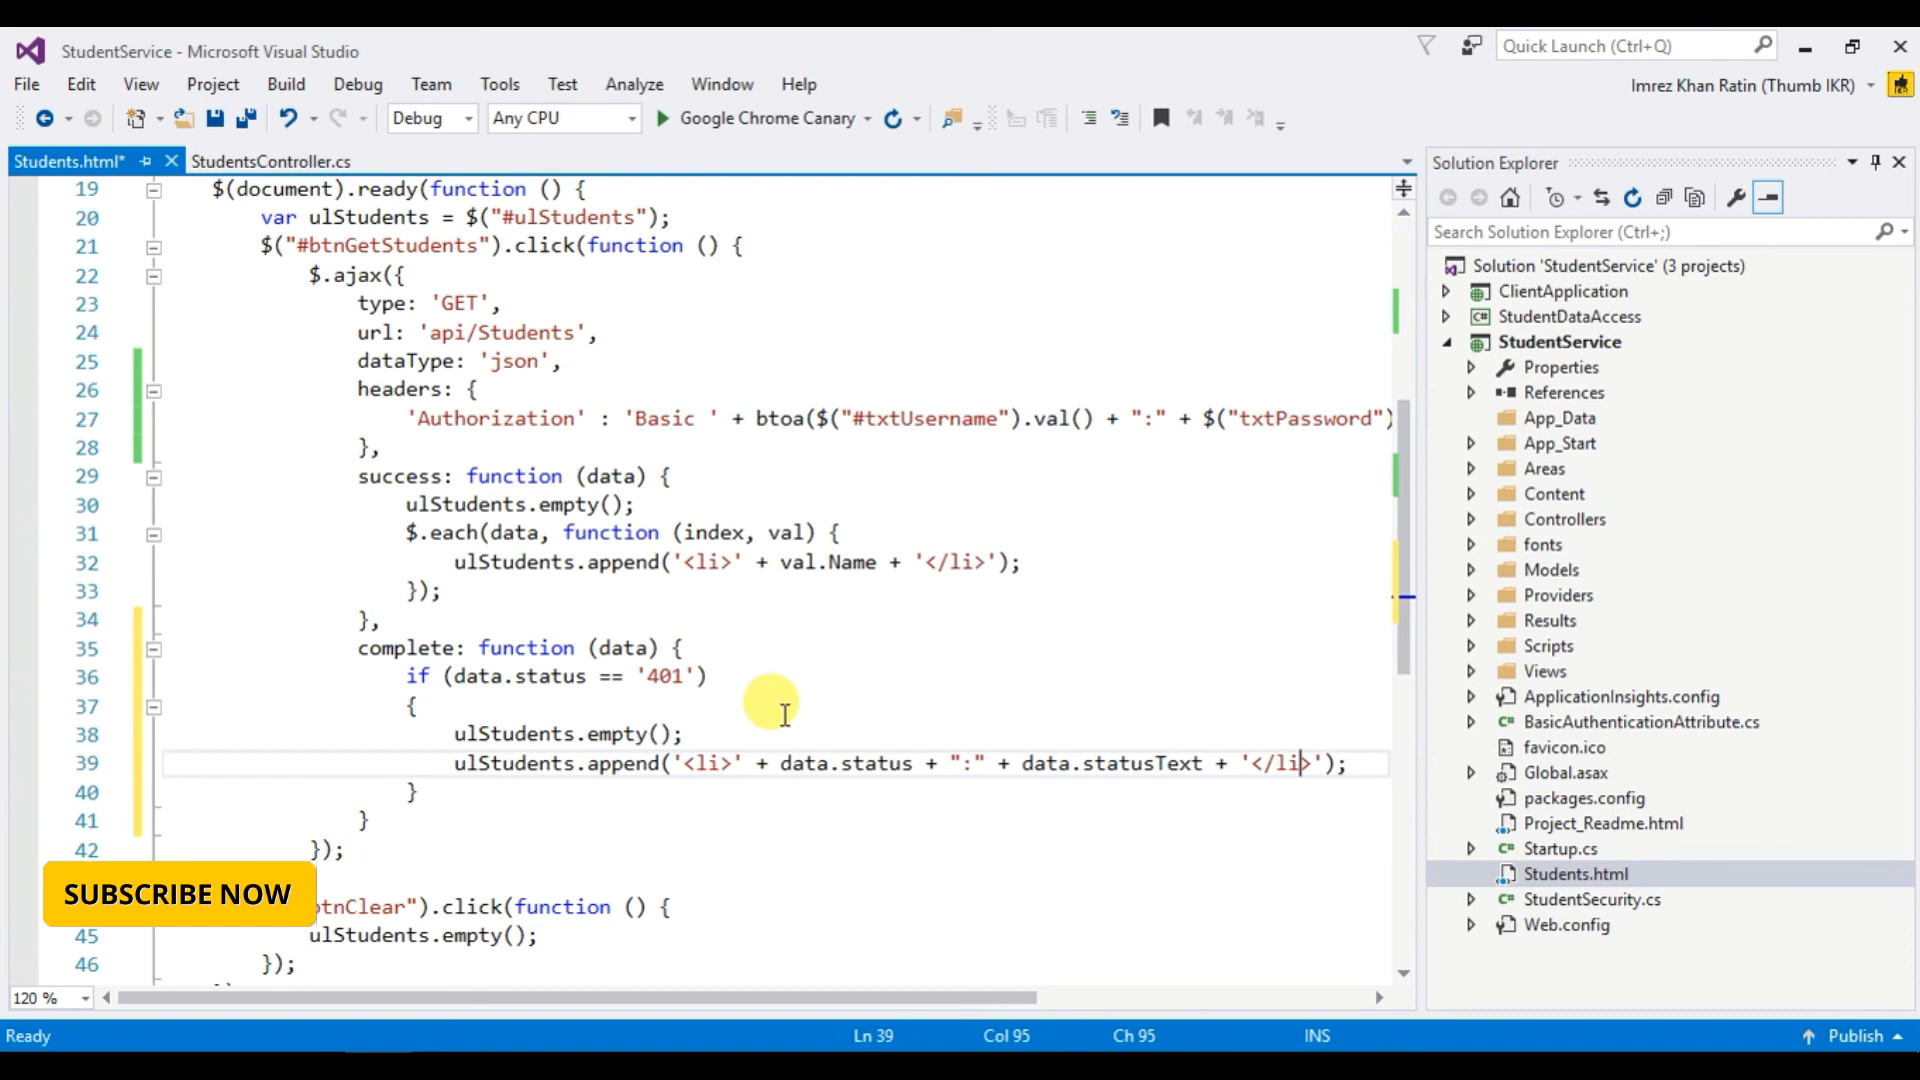 StudentService - Microsoft Visual Studio
Quick Launch (Ctrl+Q)
File Edit View Project Build Debug Team Tools Test Analyze Window Help
Imrez Khan Ratin (Thumb IKR)
Debug Any CPU Google Chrome Canary
Students.html* StudentsController.cs
19 $(document).ready(function () {
20 var ulStudents = $("#ulStudents");
21 $("#btnGetStudents").click(function () {
22 $.ajax({
23 type: 'GET',
24 url: 'api/Students',
25 dataType: 'json',
26 headers: {
27 'Authorization' : 'Basic ' + btoa($("#txtUsername").val() + ":" + $("txtPassword")
28 },
29 success: function (data) {
30 ulStudents.empty();
31 $.each(data, function (index, val) {
32 ulStudents.append('<li>' + val.Name + '</li>');
33 });
34 },
35 complete: function (data) {
36 if (data.status == '401')
37 {
38 ulStudents.empty();
39 ulStudents.append('<li>' + data.status + ":" + data.statusText + '</li>');
40 }
41 }
42 });
SUBSCRIBE NOW
tnClear").click(function () {
45 ulStudents.empty();
46 });
120 %
Solution Explorer
Search Solution Explorer (Ctrl+;)
Solution 'StudentService' (3 projects)
ClientApplication
C# StudentDataAccess
StudentService
Properties
References
App_Data
App_Start
Areas
Content
Controllers
fonts
Models
Providers
Results
Scripts
Views
ApplicationInsights.config
C# BasicAuthenticationAttribute.cs
favicon.ico
Global.asax
packages.config
Project_Readme.html
C# Startup.cs
Students.html
C# StudentSecurity.cs
Web.config
Ready Ln 39 Col 95 Ch 95 INS Publish